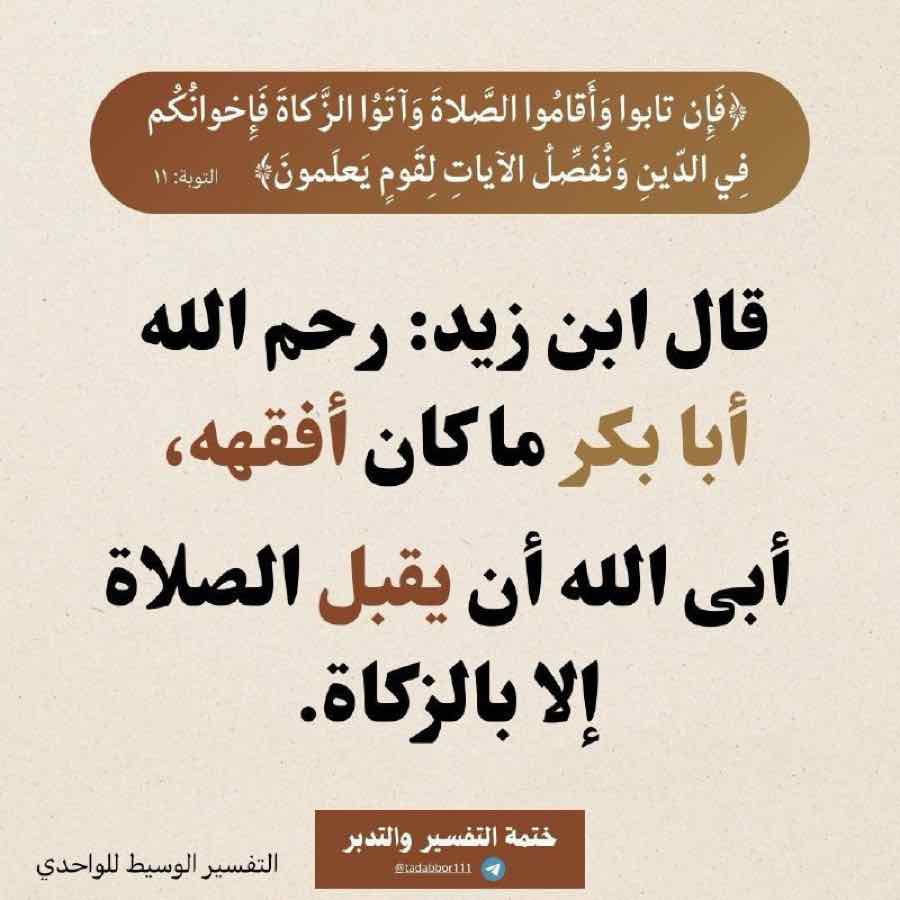 ﴿فَإِن تابوا وَأَقامُوا الصَّلاةَ وَآتَوُا الزَّكاةَ فَإِخوانُكُم
فِي الدّينِ وَنُفَصِّلُ الآياتِ لِقَومٍ يَعلَمونَ﴾ التوبة: ١١
قال ابن زيد: رحم الله
أبا بكر ما كان أفقهه،
أبى الله أن يقبل الصلاة
إلا بالزكاة.
ختمة التفسير والتدبر
@tadabbor111
التفسير الوسيط للواحدي